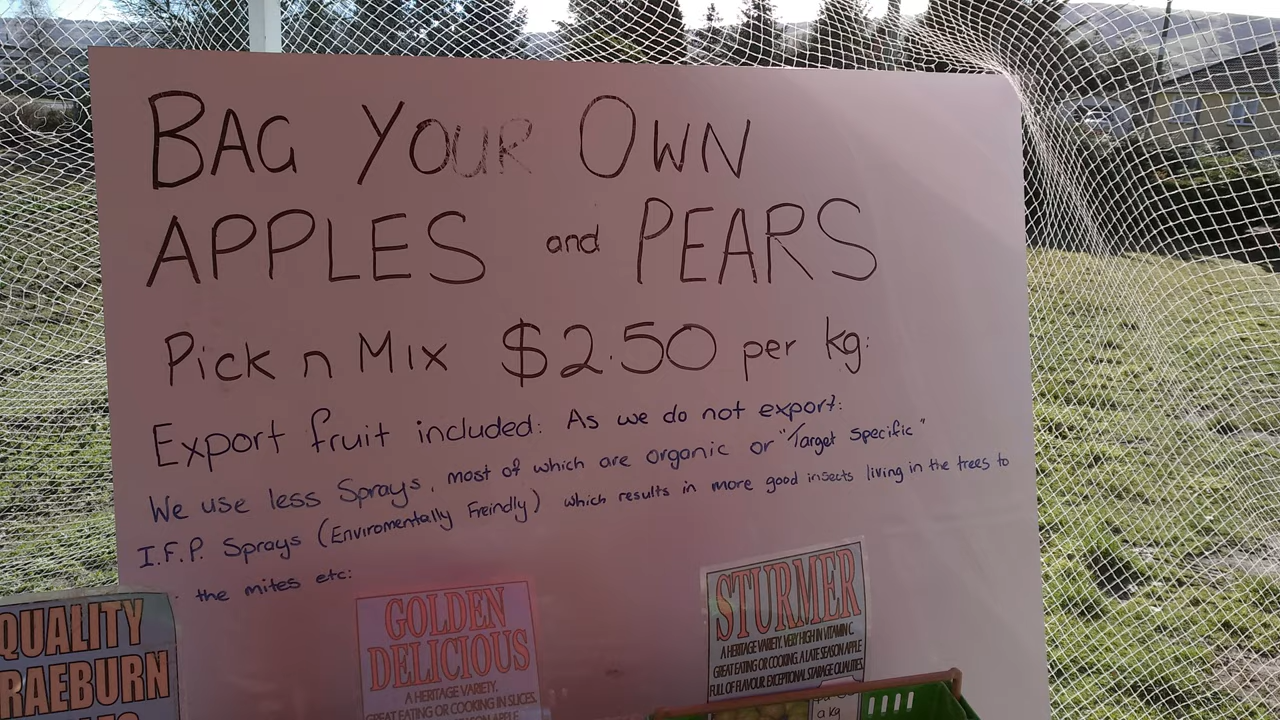 BAG YOUR OWN
APPLES and PEARS
Pick n Mix $2.50 per kg:
Export fruit included: As we do not export:
We use less Sprays, most of which are organic or "Target Specific"
I.F.P. Sprays (Enviromentally Freindly) which results in more good insects living in the trees to
the mites etc:
QUALITY
RAEBURN
GOLDEN
DELICIOUS
A HERITAGE VARIETY.
GREAT EATING OR COOKING IN SLICES.
SEASON APPLE
STURMER
A HERITAGE VARIETY. VERY HIGH IN VITAMIN C
GREAT EATING OR COOKING. A LATE SEASON APPLE
FULL OF FLAVOUR. EXCEPTIONAL STARAGE QUALITIES.
a kg